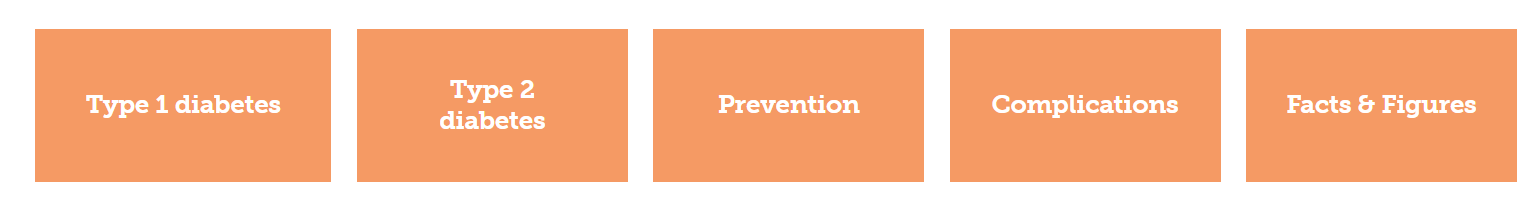 Type 1 diabetes
Type 2
diabetes
Prevention
Complications
Facts & Figures